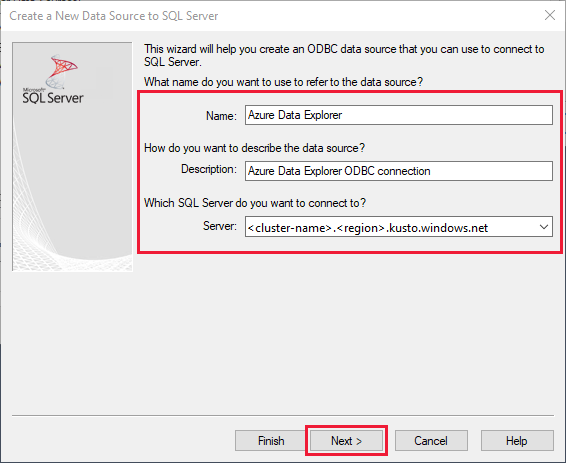 Create a New Data Source to SQL Server
This wizard will help you create an ODBC data source that you can use to connect to
SQL Server.
What name do you want to use to refer to the data source?
Microsoft
SQL Server
Name: Azure Data Explorer
How do you want to describe the data source?
Description: Azure Data Explorer ODBC connection
Which SQL Server do you want to connect to?
Server: <cluster-name>.<region>.kusto.windows.net
Finish Next > Cancel Help